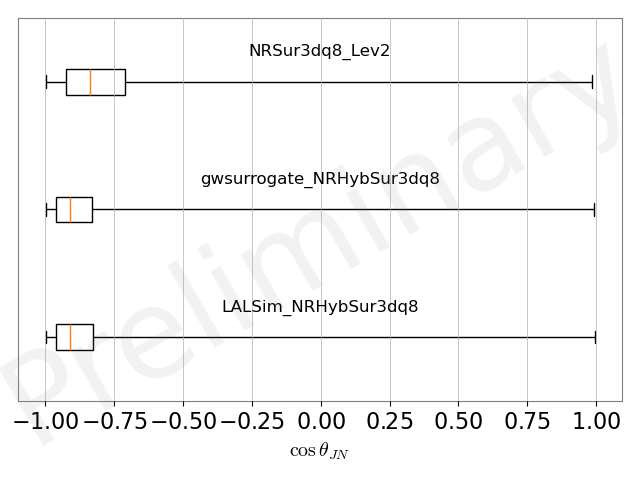 NRSur3dq8_Lev2
gwsurrogate_NRHybSur3dq8
LALSim_NRHybSur3dq8
Preliminary
−1.00 −0.75 −0.50 −0.25 0.00 0.25 0.50 0.75 1.00
cos θ_JN